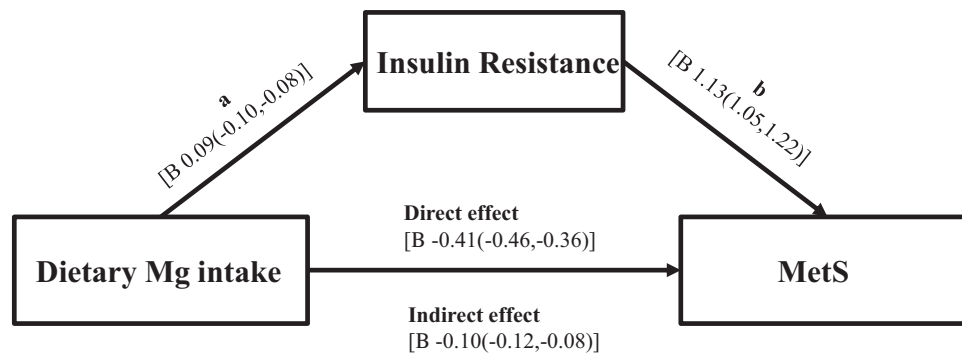 Insulin Resistance
a
[B 0.09(-0.10,-0.08)]
b
[B 1.13(1.05,1.22)]
Direct effect
[B -0.41(-0.46,-0.36)]
Dietary Mg intake
MetS
Indirect effect
[B -0.10(-0.12,-0.08)]